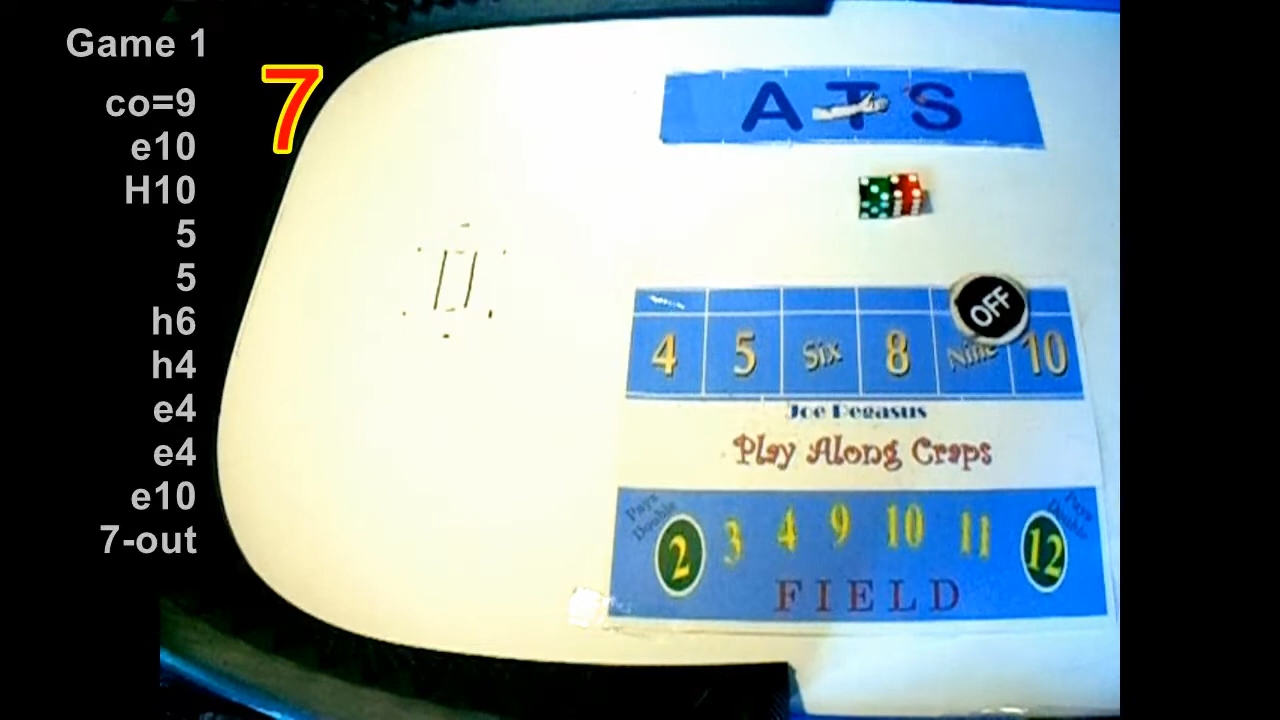 Game 1
co=9
e10
H10
5
5
h6
h4
e4
e4
e10
7-out
7
A T S
OFF
4 5 Six 8 Nine 10
Joe Pegasus
Play Along Craps
Pays Double 2 3 4 9 10 11 12 Pays Double
FIELD